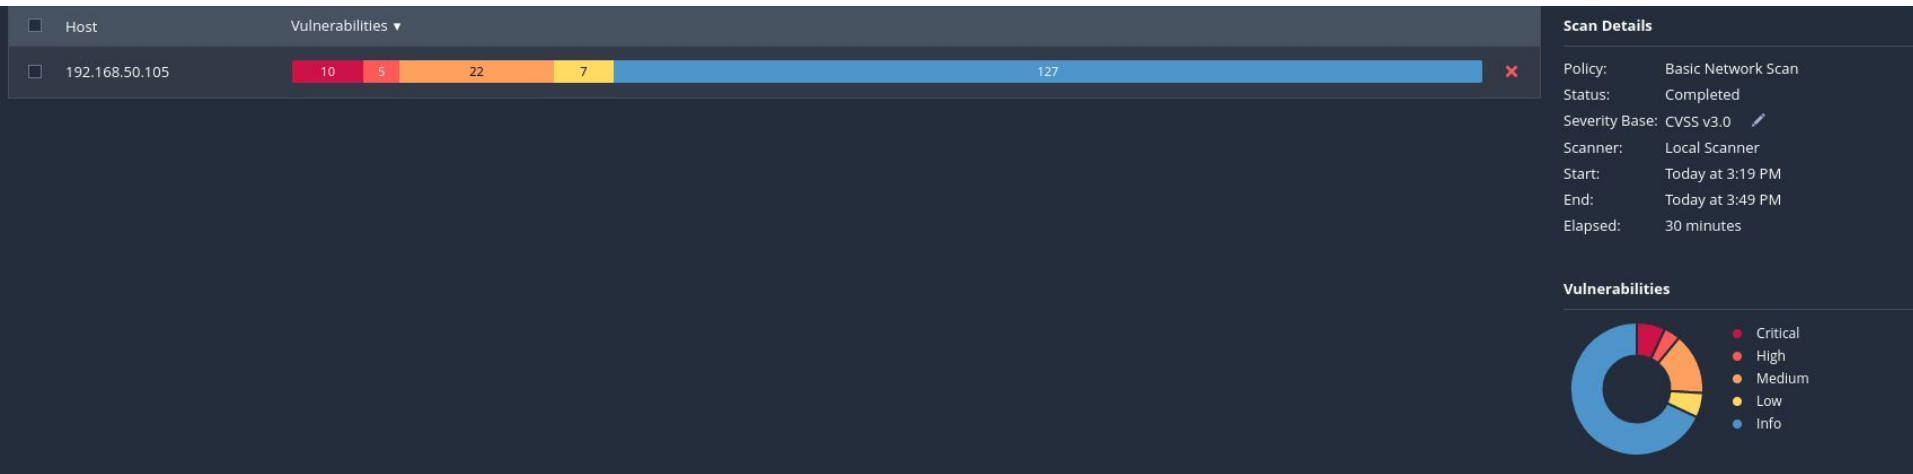 Host Vulnerabilities ▾
192.168.50.105 10 5 22 7 127
Scan Details
Policy: Basic Network Scan
Status: Completed
Severity Base: CVSS v3.0
Scanner: Local Scanner
Start: Today at 3:19 PM
End: Today at 3:49 PM
Elapsed: 30 minutes
Vulnerabilities
Critical
High
Medium
Low
Info